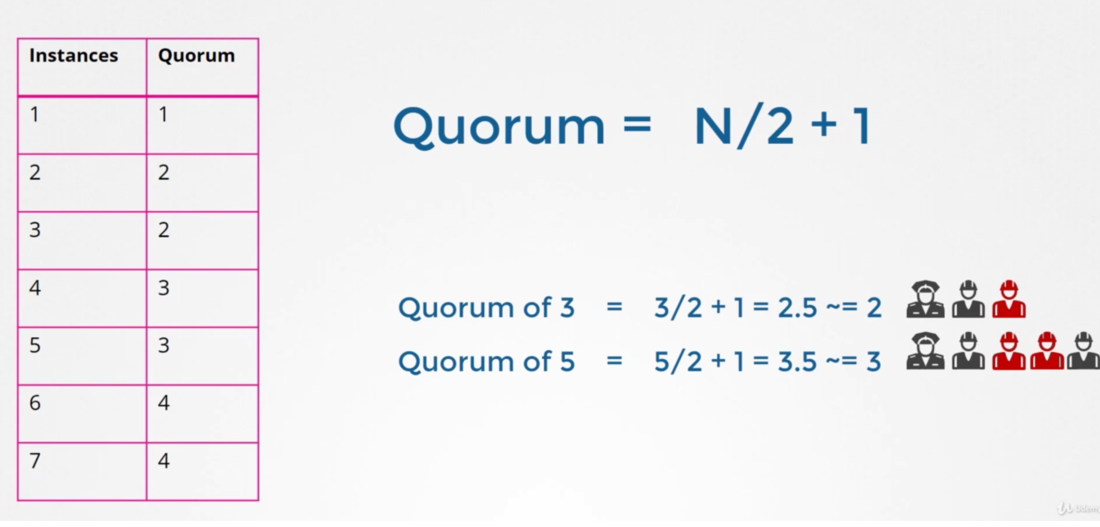 Instances Quorum
1 1
2 2
3 2
4 3
5 3
6 4
7 4
Quorum = N/2 + 1
Quorum of 3 = 3/2 + 1 = 2.5 ~= 2
Quorum of 5 = 5/2 + 1 = 3.5 ~= 3